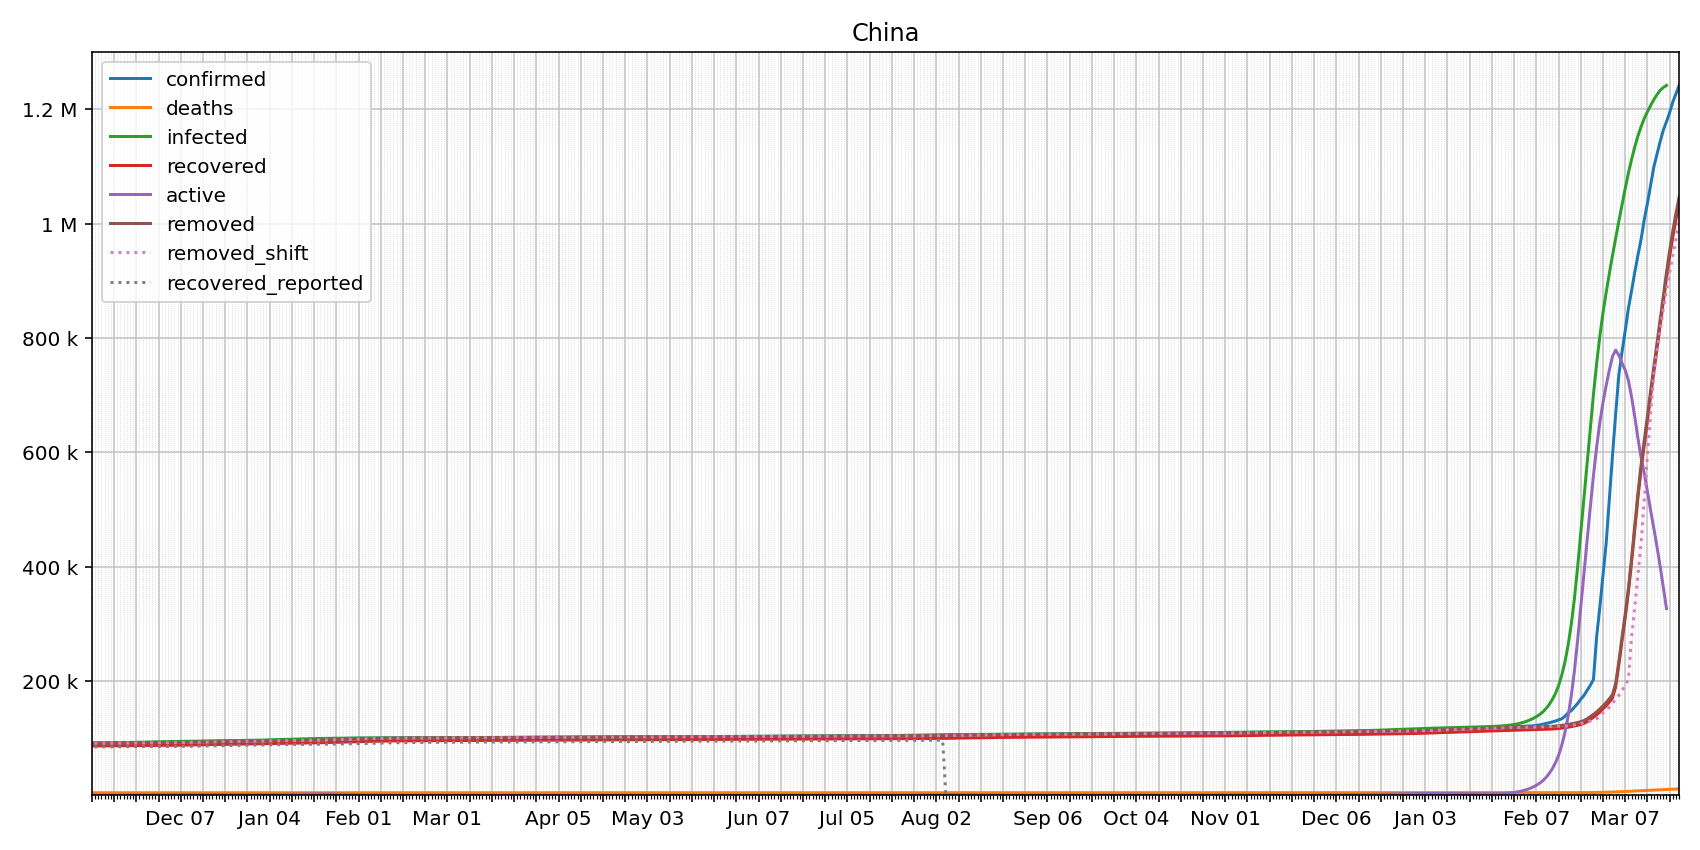 China
confirmed
deaths
infected
recovered
active
removed
removed_shift
recovered_reported
1.2 M
1 M
800 k
600 k
400 k
200 k
Dec 07 Jan 04 Feb 01 Mar 01 Apr 05 May 03 Jun 07 Jul 05 Aug 02 Sep 06 Oct 04 Nov 01 Dec 06 Jan 03 Feb 07 Mar 07